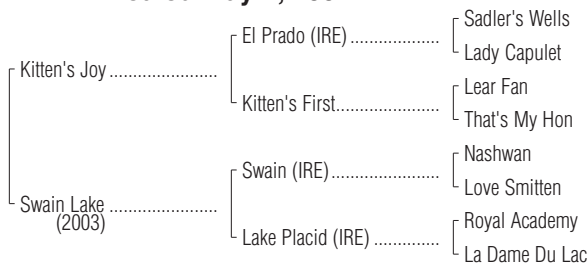 Sadler's Wells
El Prado (IRE)
Lady Capulet
Kitten's Joy
Lear Fan
Kitten's First
That's My Hon
Nashwan
Swain (IRE)
Love Smitten
Swain Lake
(2003)
Royal Academy
Lake Placid (IRE)
La Dame Du Lac